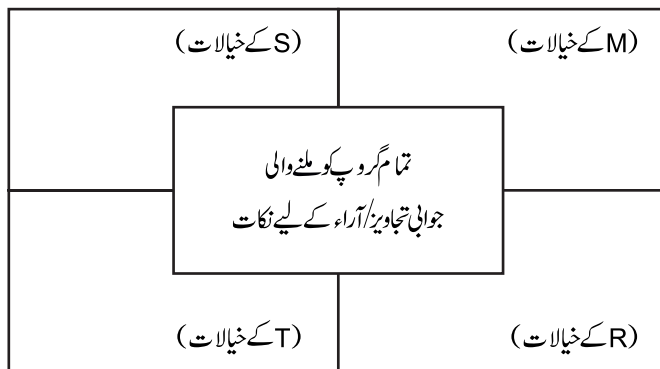 (M کے خیالات)
(S کے خیالات)
تمام گروپ کو ملنے والی
جوابی تجاویز/آراء کے لیے نکات
(R کے خیالات)
(T کے خیالات)